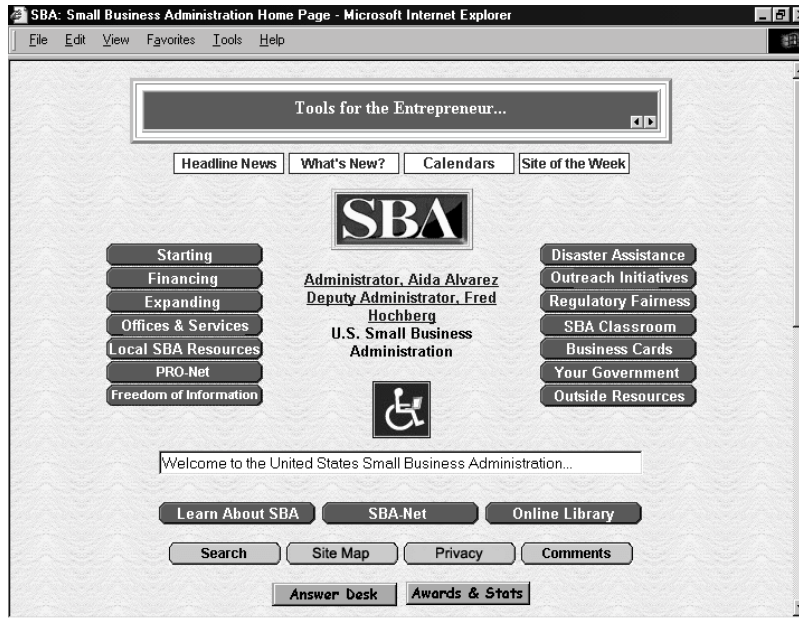 SBA: Small Business Administration Home Page - Microsoft Internet Explorer
File Edit View Favorites Tools Help
Tools for the Entrepreneur...
Headline News What's New? Calendars Site of the Week
SBA
Starting
Financing
Expanding
Offices & Services
Local SBA Resources
PRO-Net
Freedom of Information
Administrator, Aida Alvarez
Deputy Administrator, Fred
Hochberg
U.S. Small Business
Administration
Disaster Assistance
Outreach Initiatives
Regulatory Fairness
SBA Classroom
Business Cards
Your Government
Outside Resources
Welcome to the United States Small Business Administration...
Learn About SBA SBA-Net Online Library
Search Site Map Privacy Comments
Answer Desk Awards & Stats